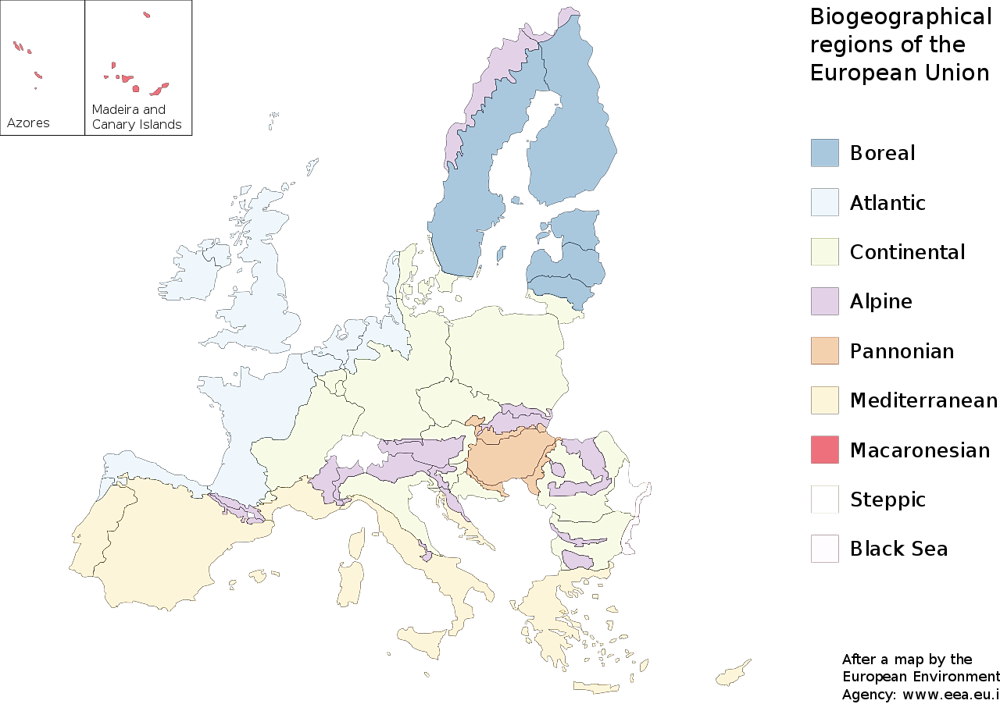 Biogeographical
regions of the
European Union
Azores
Madeira and
Canary Islands
Boreal
Atlantic
Continental
Alpine
Pannonian
Mediterranean
Macaronesian
Steppic
Black Sea
After a map by the
European Environment
Agency: www.eea.eu.i